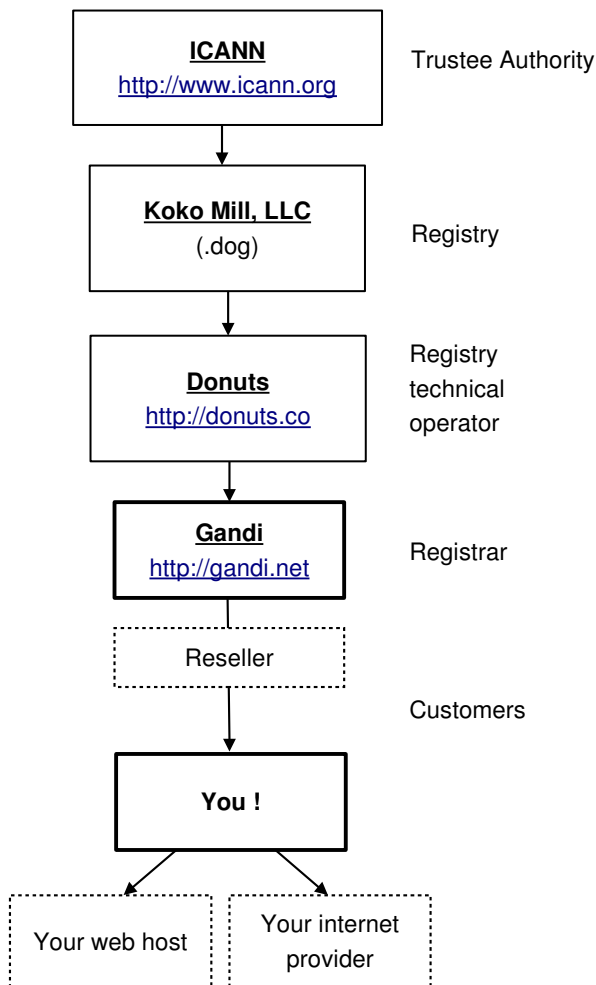 ICANN
http://www.icann.org
Trustee Authority
Koko Mill, LLC
(.dog)
Registry
Donuts
http://donuts.co
Registry
technical
operator
Gandi
http://gandi.net
Registrar
Reseller
Customers
You !
Your web host
Your internet
provider